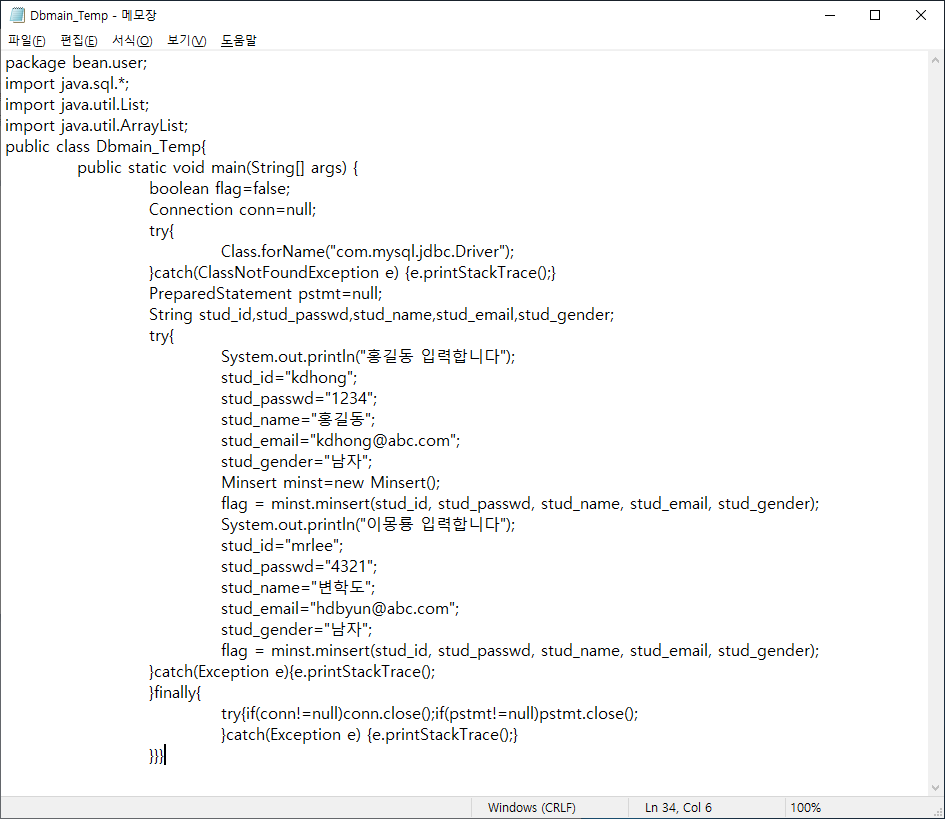 Dbmain_Temp - 메모장
파일(F) 편집(E) 서식(O) 보기(V) 도움말
package bean.user;
import java.sql.*;
import java.util.List;
import java.util.ArrayList;
public class Dbmain_Temp{
public static void main(String[] args) {
boolean flag=false;
Connection conn=null;
try{
Class.forName("com.mysql.jdbc.Driver");
}catch(ClassNotFoundException e) {e.printStackTrace();}
PreparedStatement pstmt=null;
String stud_id,stud_passwd,stud_name,stud_email,stud_gender;
try{
System.out.println("홍길동 입력합니다");
stud_id="kdhong";
stud_passwd="1234";
stud_name="홍길동";
stud_email="kdhong@abc.com";
stud_gender="남자";
Minsert minst=new Minsert();
flag = minst.minsert(stud_id, stud_passwd, stud_name, stud_email, stud_gender);
System.out.println("이몽룡 입력합니다");
stud_id="mrlee";
stud_passwd="4321";
stud_name="변학도";
stud_email="hdbyun@abc.com";
stud_gender="남자";
flag = minst.minsert(stud_id, stud_passwd, stud_name, stud_email, stud_gender);
}catch(Exception e){e.printStackTrace();
}finally{
try{if(conn!=null)conn.close();if(pstmt!=null)pstmt.close();
}catch(Exception e) {e.printStackTrace();}
}}}
Windows (CRLF) Ln 34, Col 6 100%